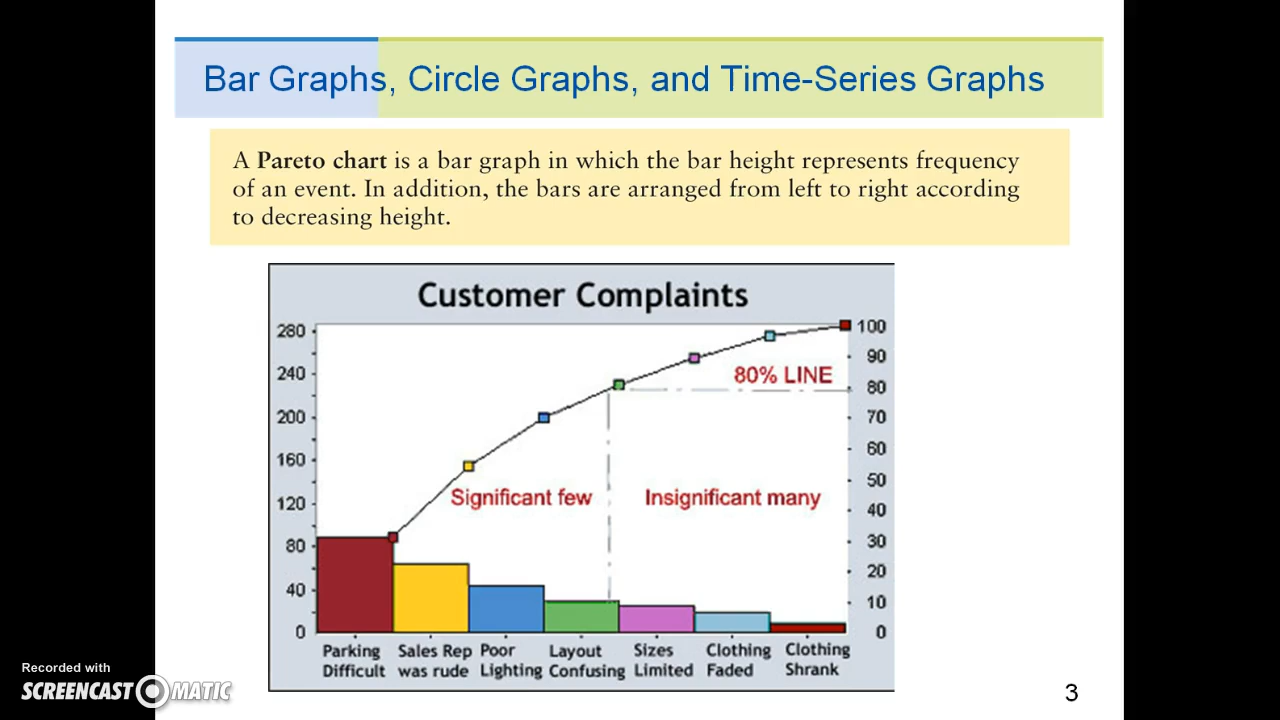 Bar Graphs, Circle Graphs, and Time-Series Graphs
A Pareto chart is a bar graph in which the bar height represents frequency
of an event. In addition, the bars are arranged from left to right according
to decreasing height.
Customer Complaints
280
240
200
160
120
80
40
0
100
90
80
70
60
50
40
30
20
10
0
80% LINE
Significant few
Insignificant many
Parking
Difficult
Sales Rep
was rude
Poor
Lighting
Layout
Confusing
Sizes
Limited
Clothing
Faded
Clothing
Shrank
Recorded with
SCREENCAST O MATIC
3